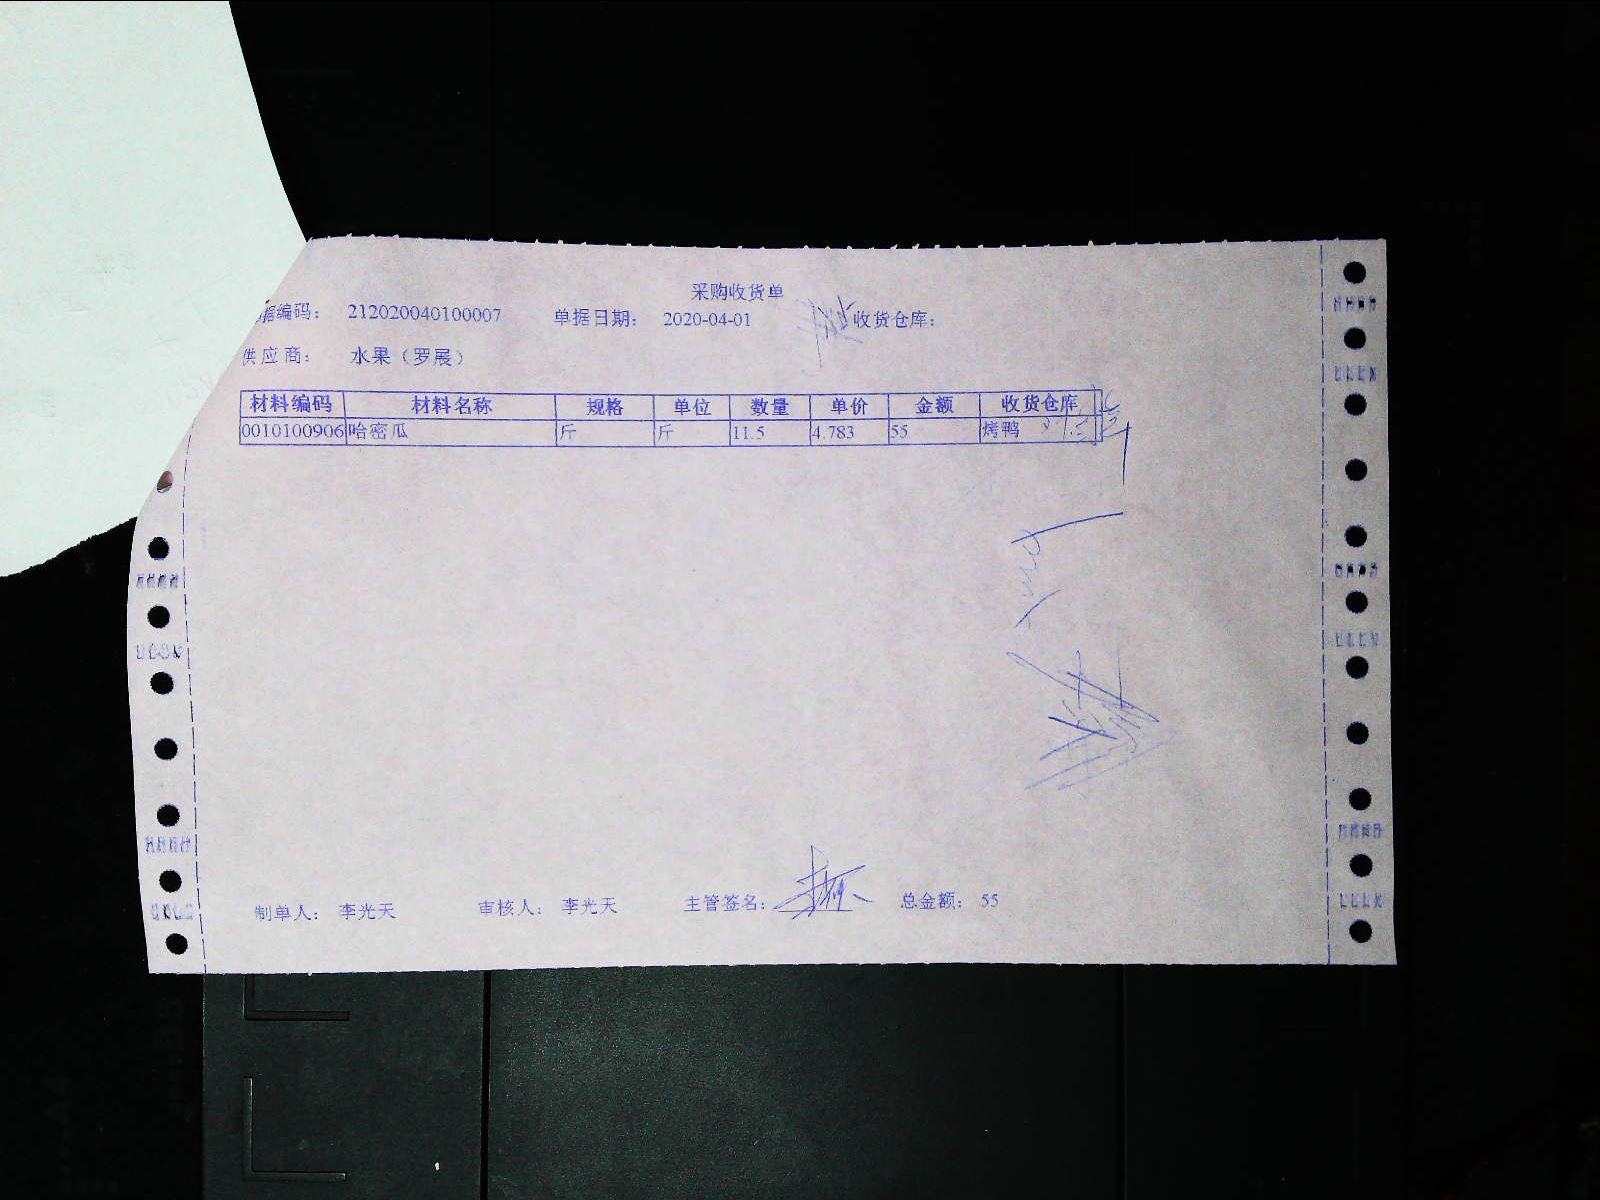 采购收货单
据编码： 212020040100007 单据日期： 2020-04-01 收货仓库：
供应商： 水果（罗展）
材料编码 材料名称 规格 单位 数量 单价 金额 收货仓库
0010100906 哈密瓜 斤 斤 11.5 4.783 55 烤鸭
制单人： 李光天 审核人： 李光天 主管签名： 总金额： 55